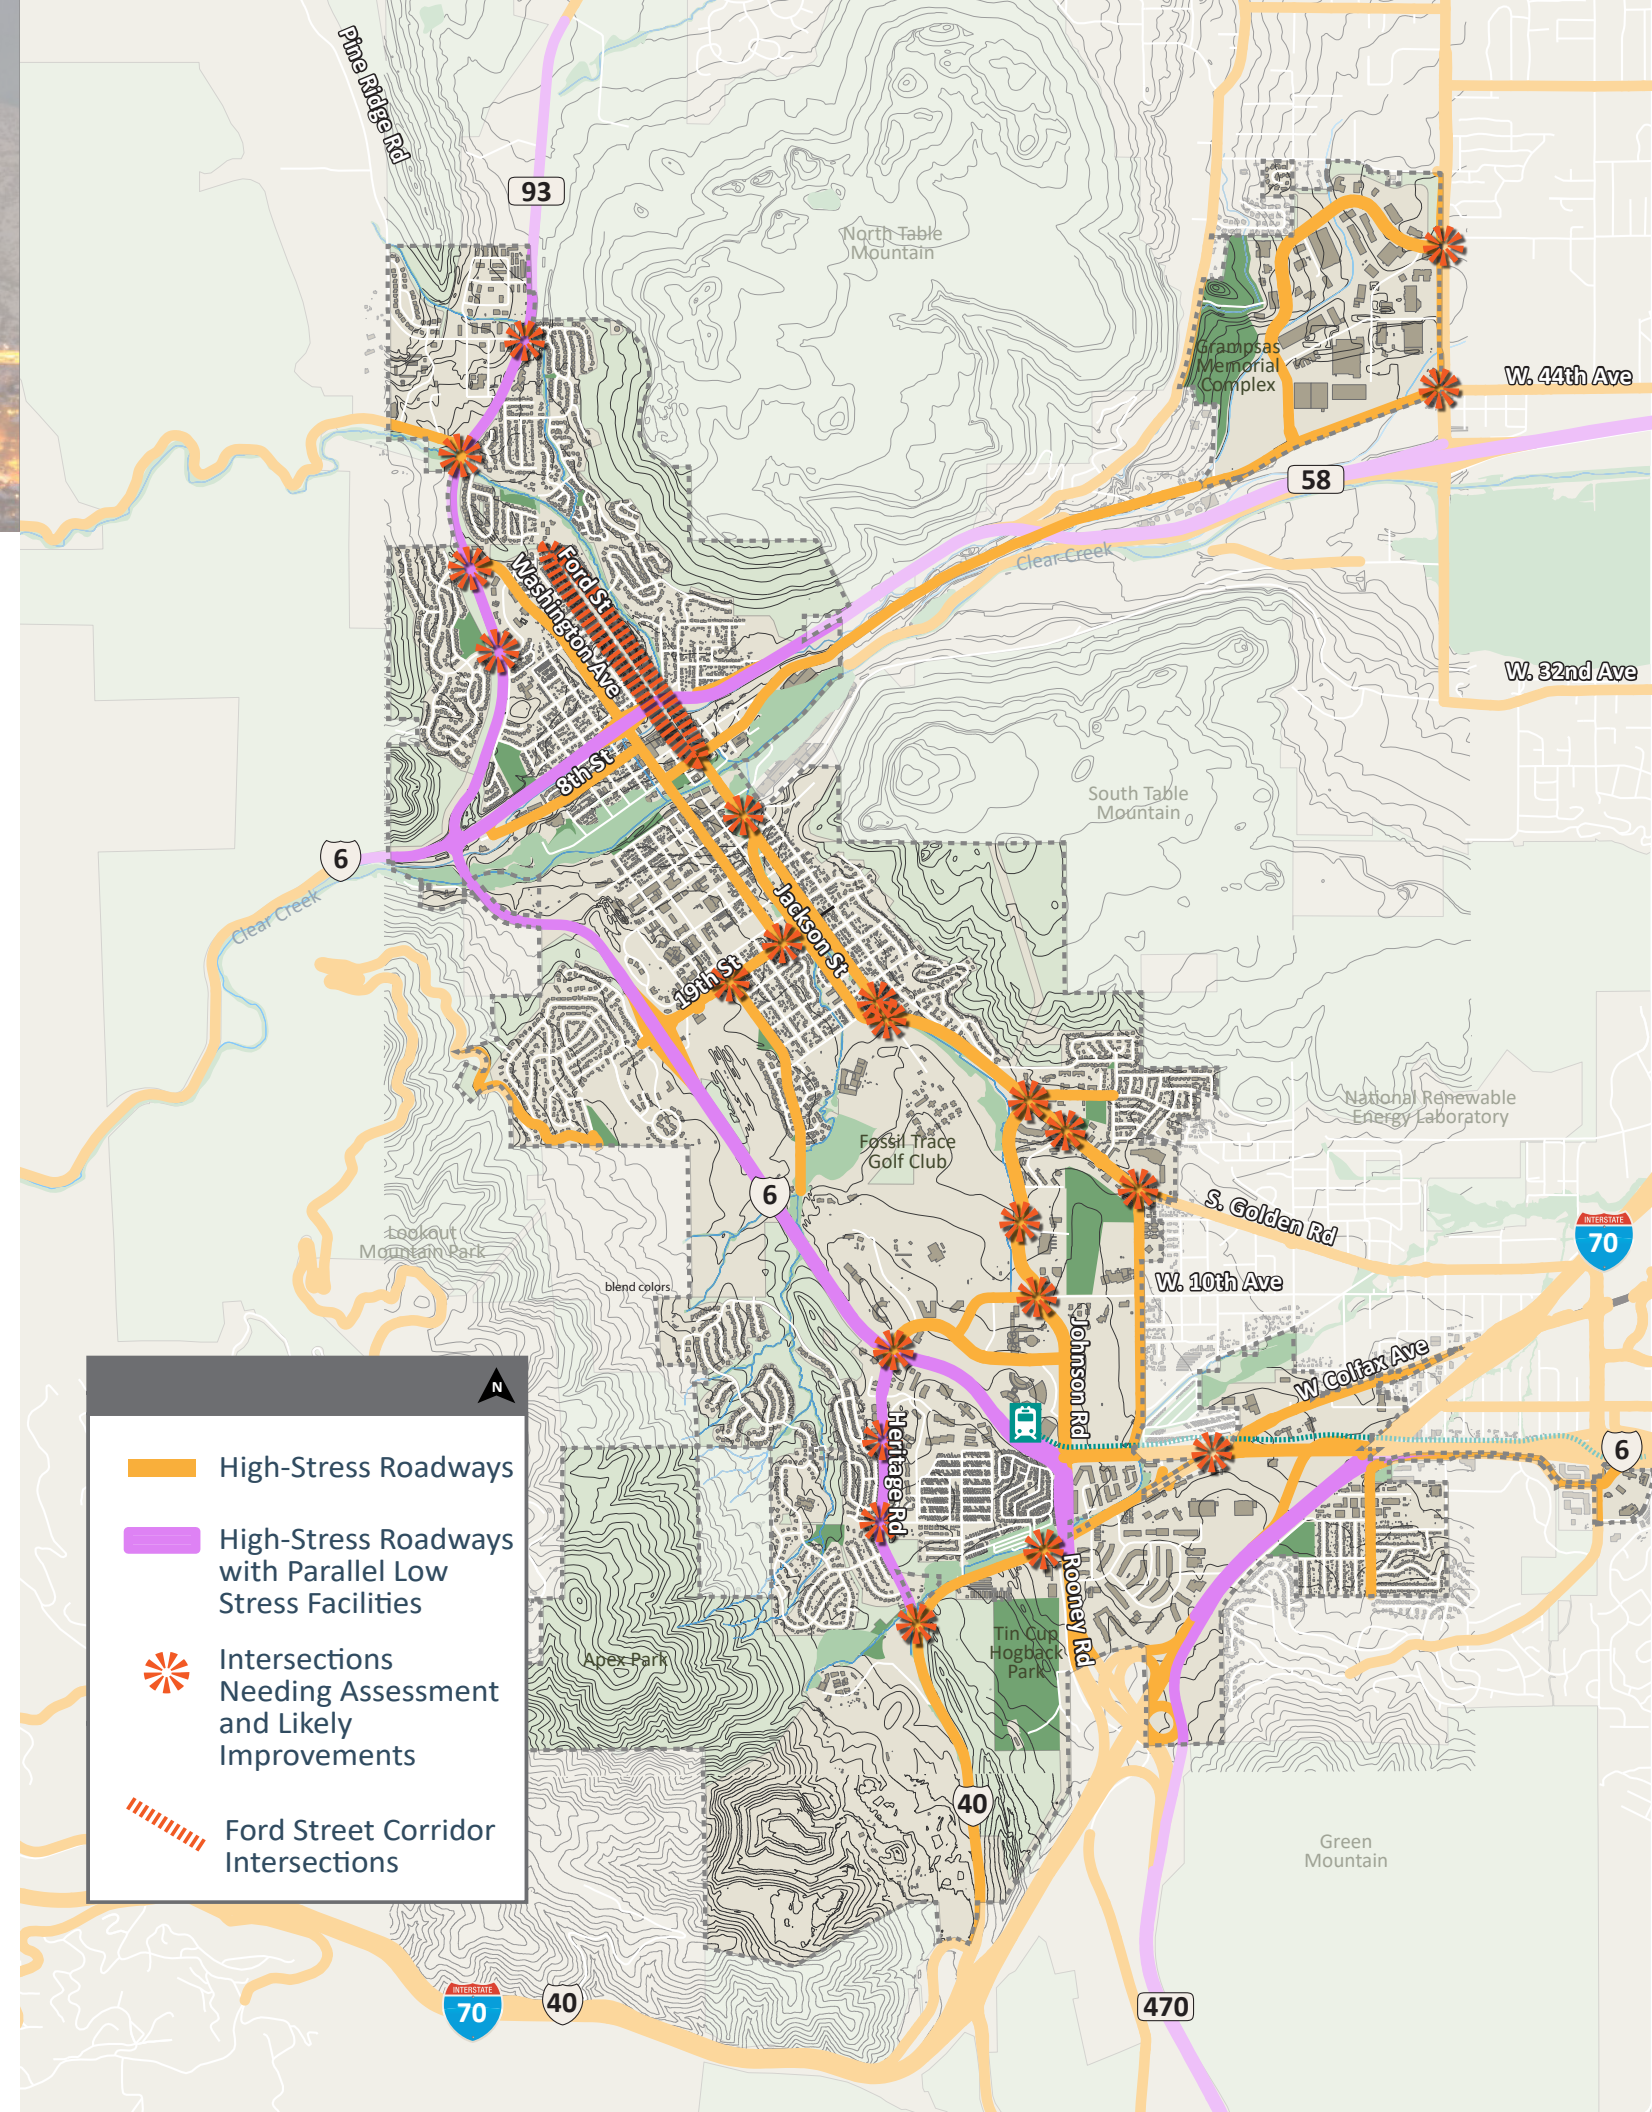 Pine Ridge Rd
93
North Table
Mountain
Grampsas
Memorial
Complex
W. 44th Ave
58
Clear Creek
Ford St
Washington Ave
W. 32nd Ave
8th St
South Table
Mountain
6
Clear Creek
Jackson St
19th St
National Renewable
Energy Laboratory
Fossil Trace
Golf Club
6
S. Golden Rd
INTERSTATE
70
Lookout
Mountain Park
blend colors
W. 10th Ave
Johnson Rd
W Colfax Ave
Heritage Rd
6
N
High-Stress Roadways
High-Stress Roadways
with Parallel Low
Stress Facilities
Intersections
Needing Assessment
and Likely
Improvements
Ford Street Corridor
Intersections
Rooney Rd
Tin Cup
Hogback
Park
Apex Park
40
Green
Mountain
INTERSTATE
70
40
470